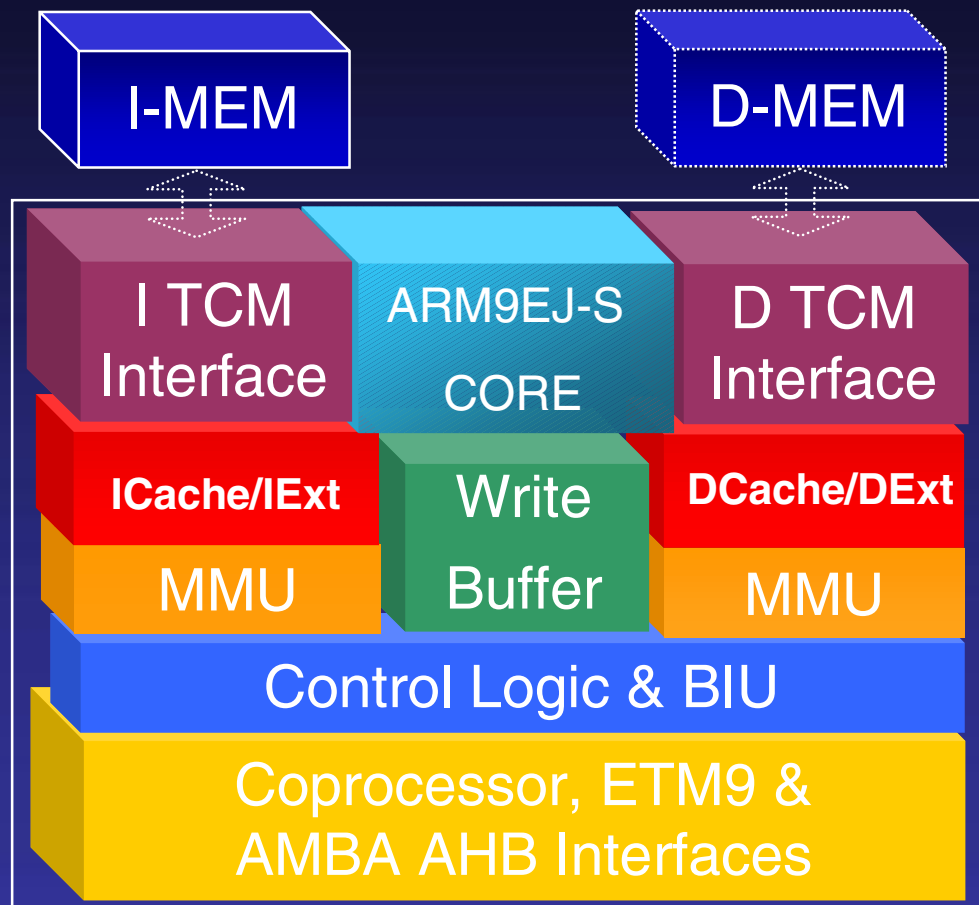 I-MEM
D-MEM
I TCM
Interface
ARM9EJ-S
CORE
D TCM
Interface
ICache/IExt
Write
Buffer
DCache/DExt
MMU
MMU
Control Logic & BIU
Coprocessor, ETM9 &
AMBA AHB Interfaces